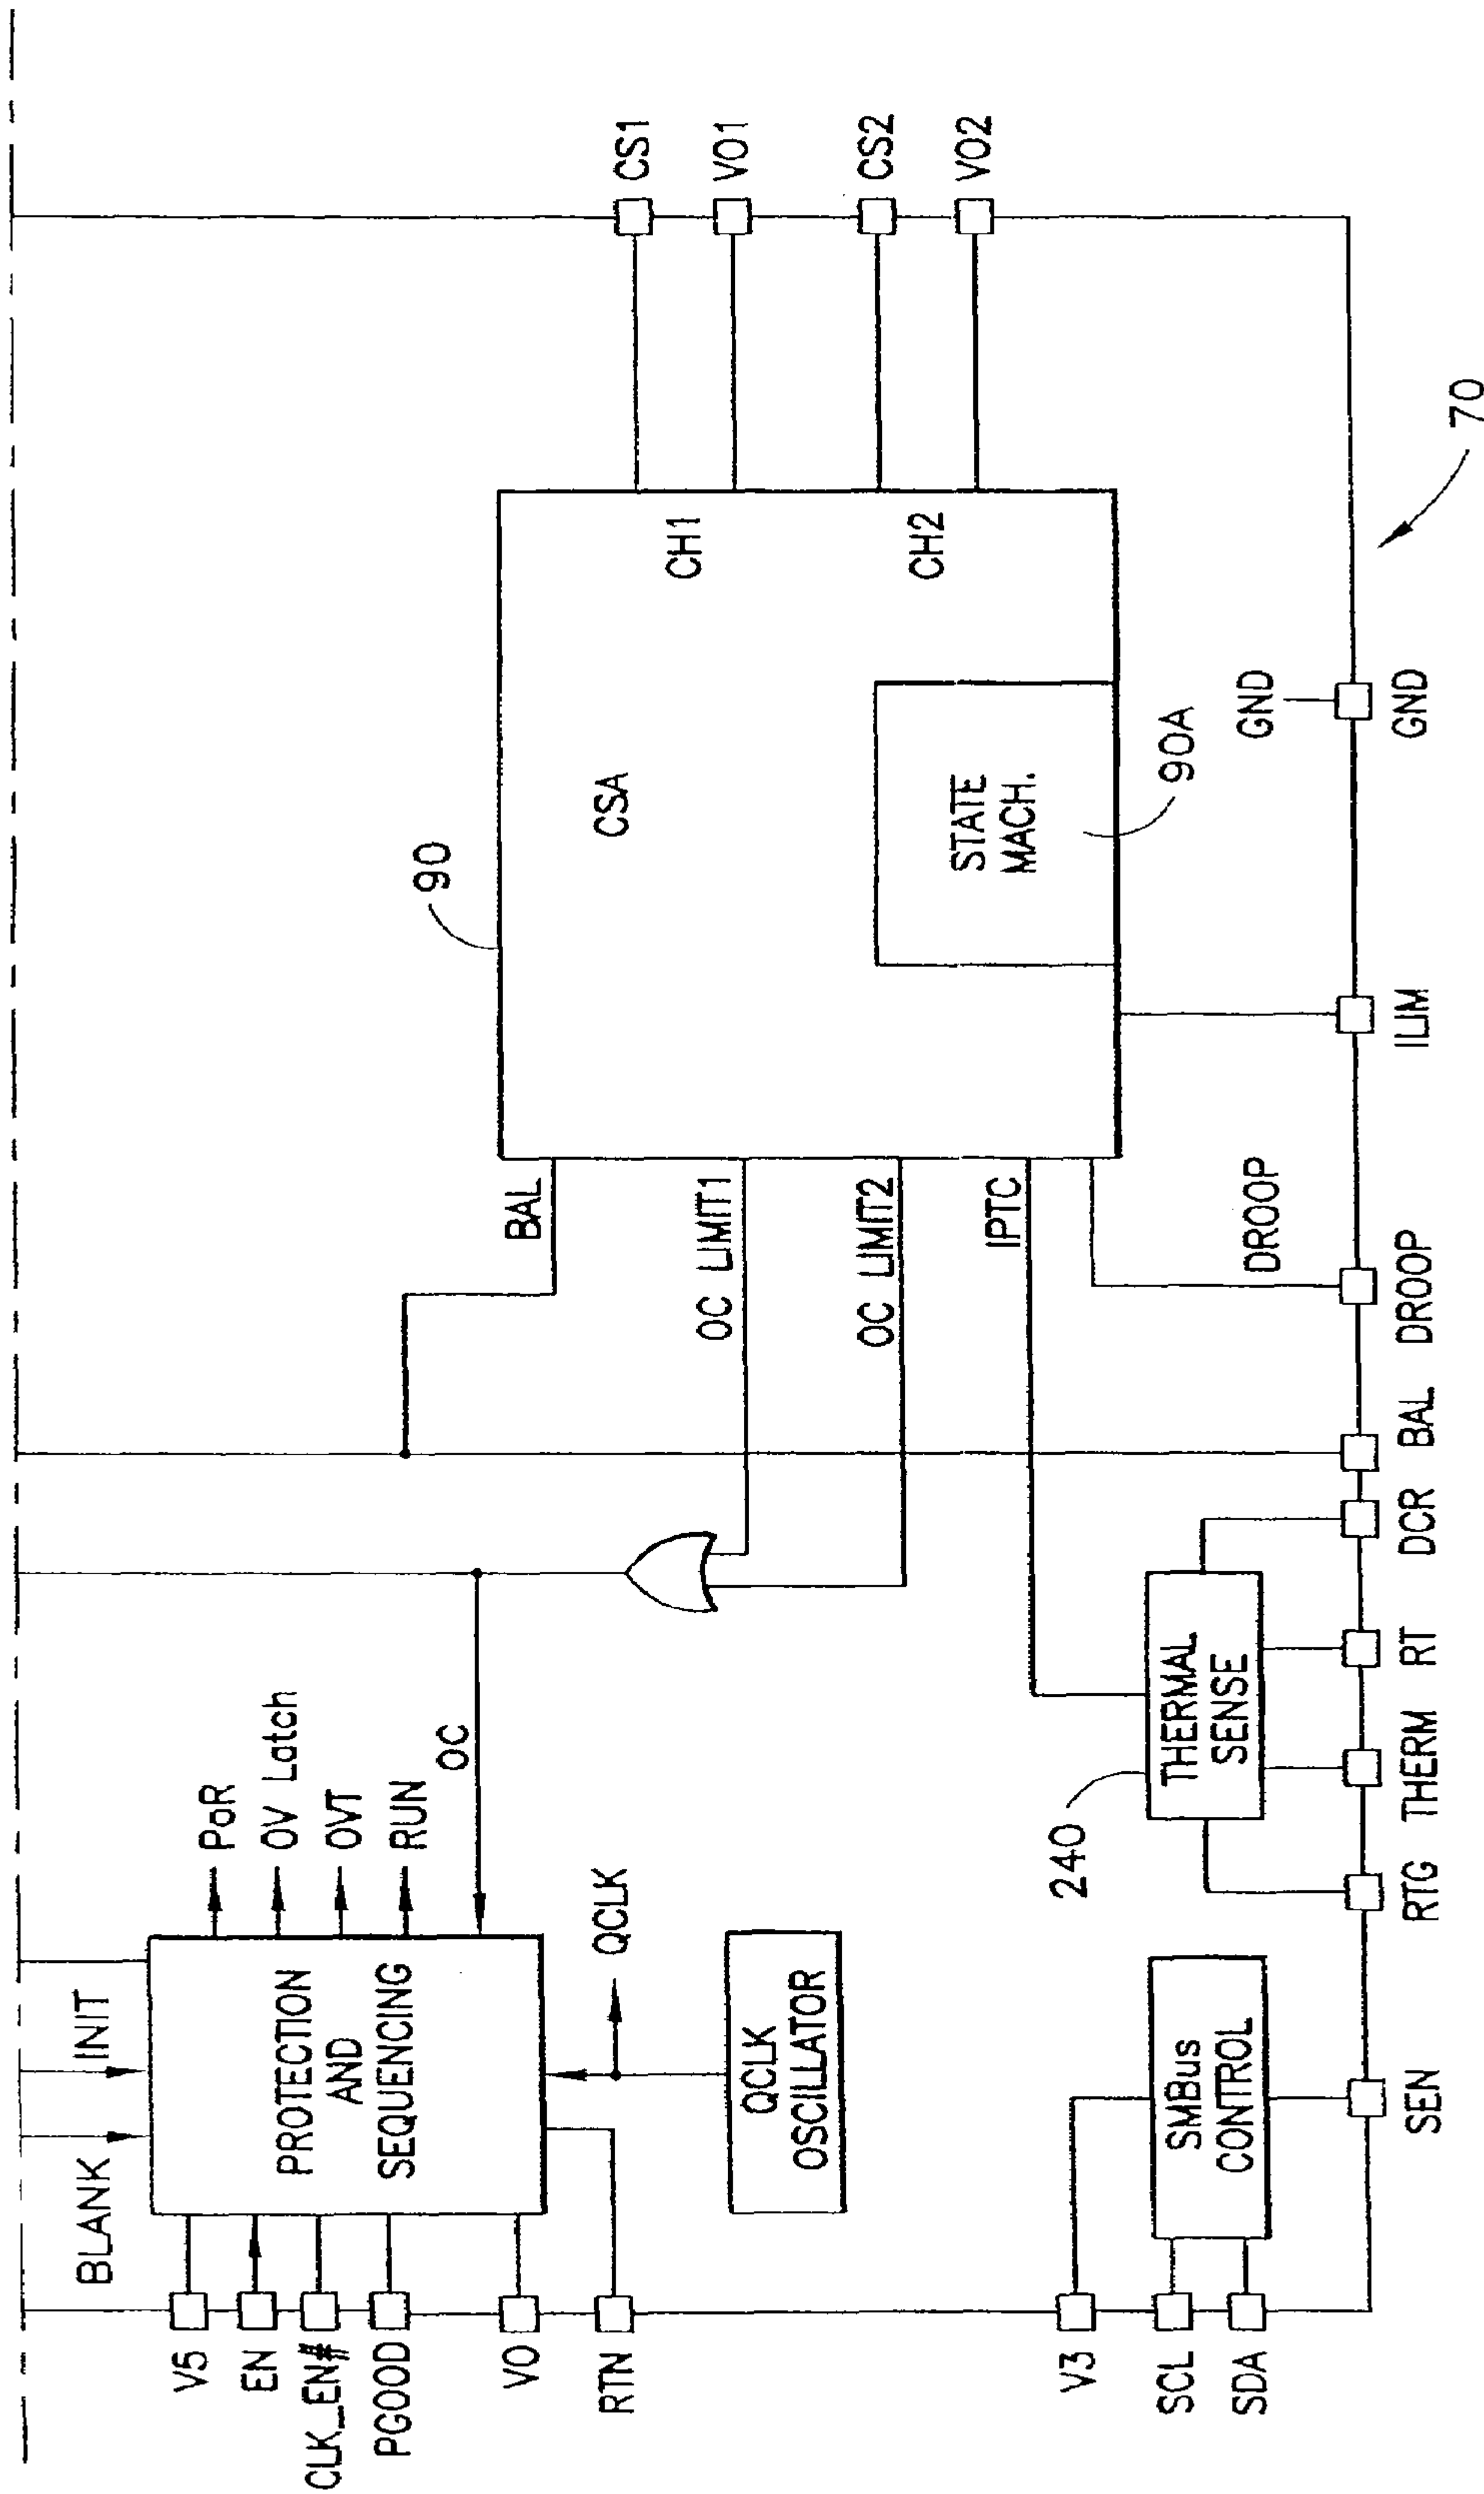 BLANK
INIT
V5
EN
CLK_EN#
PGOOD
VO
RTN
PROTECTION
AND
SEQUENCING
PoR
OV Latch
OVT
RUN
OC
QCLK
QCLK
OSCILLATOR
90
BAL
OC LIMIT1
OC LIMIT2
IPTC
DROOP
CSA
STATE
MACH.
90A
CH1
CH2
CS1
VO1
CS2
VO2
V3
SCL
SDA
SMBus
CONTROL
240
THERMAL
SENSE
GND
SEN
RTG
THERM
RT
DCR
BAL
DROOP
ILIM
GND
70